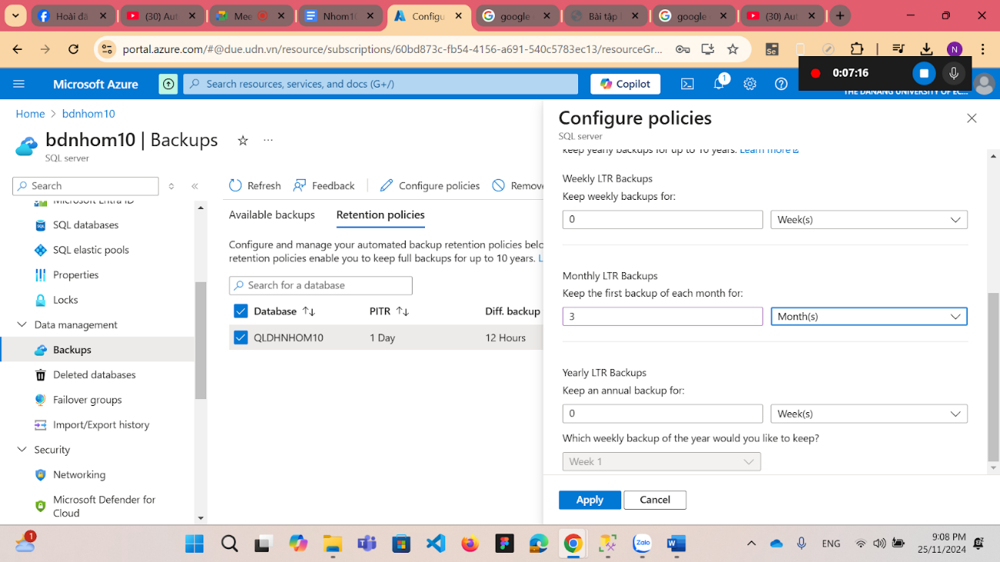 Hoài đă
(30) Aut
Mee
Nhom10
Configu
google
Bài tập
google
(30) Aut
portal.azure.com/#@due.udn.vn/resource/subscriptions/60bd873c-fb54-4156-a691-540c5783ec13/resourceGr...
Se
N
Microsoft Azure
Search resources, services, and docs (G+/)
Copilot
1
0:07:16
THE DANANG UNIVERSITY OF EC...
Home > bdnhom10
bdnhom10 | Backups
SQL server
Search
Microsoft Entra ID
SQL databases
SQL elastic pools
Properties
Locks
Data management
Backups
Deleted databases
Failover groups
Import/Export history
Security
Networking
Microsoft Defender for
Cloud
Refresh
Feedback
Configure policies
Remove
Available backups
Retention policies
Configure and manage your automated backup retention policies belo
retention policies enable you to keep full backups for up to 10 years. L
Search for a database
Database PITR Diff. backup
QLDHNHOM10 1 Day 12 Hours
Configure policies
SQL server
keep yearly backups for up to 10 years. Learn more
Weekly LTR Backups
Keep weekly backups for:
0 Week(s)
Monthly LTR Backups
Keep the first backup of each month for:
3 Month(s)
Yearly LTR Backups
Keep an annual backup for:
0 Week(s)
Which weekly backup of the year would you like to keep?
Week 1
Apply Cancel
1
Zalo
ENG
9:08 PM
25/11/2024